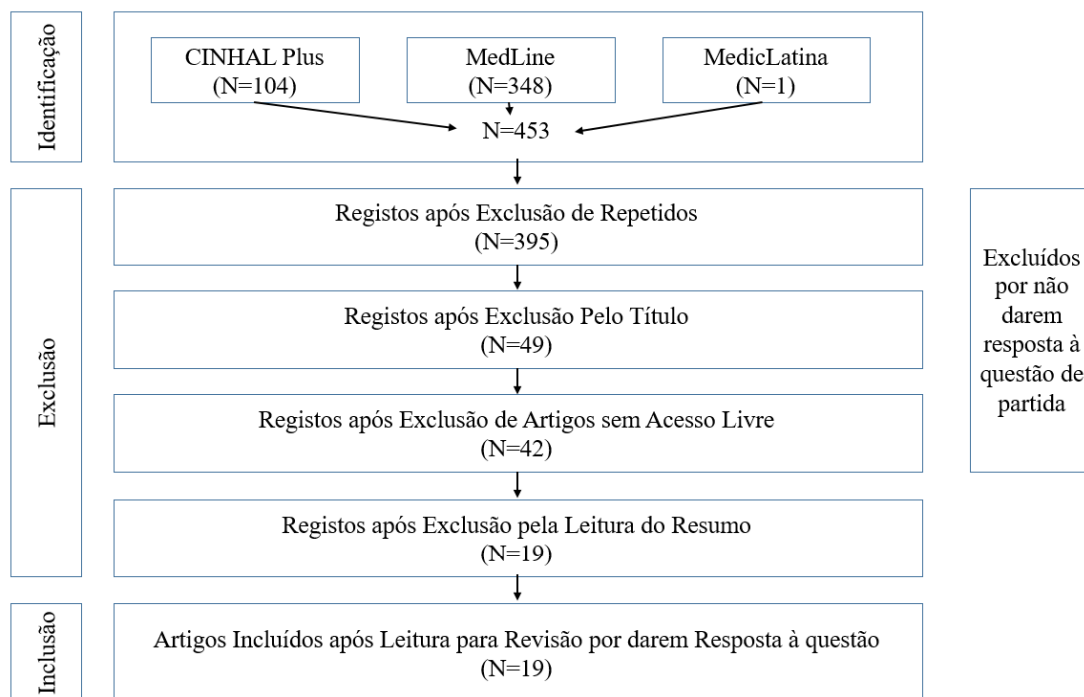 Identificação
CINHAL Plus
(N=104)
MedLine
(N=348)
MedicLatina
(N=1)
N=453
Exclusão
Registos após Exclusão de Repetidos
(N=395)
Registos após Exclusão Pelo Título
(N=49)
Registos após Exclusão de Artigos sem Acesso Livre
(N=42)
Registos após Exclusão pela Leitura do Resumo
(N=19)
Excluídos
por não
darem
resposta à
questão de
partida
Inclusão
Artigos Incluídos após Leitura para Revisão por darem Resposta à questão
(N=19)